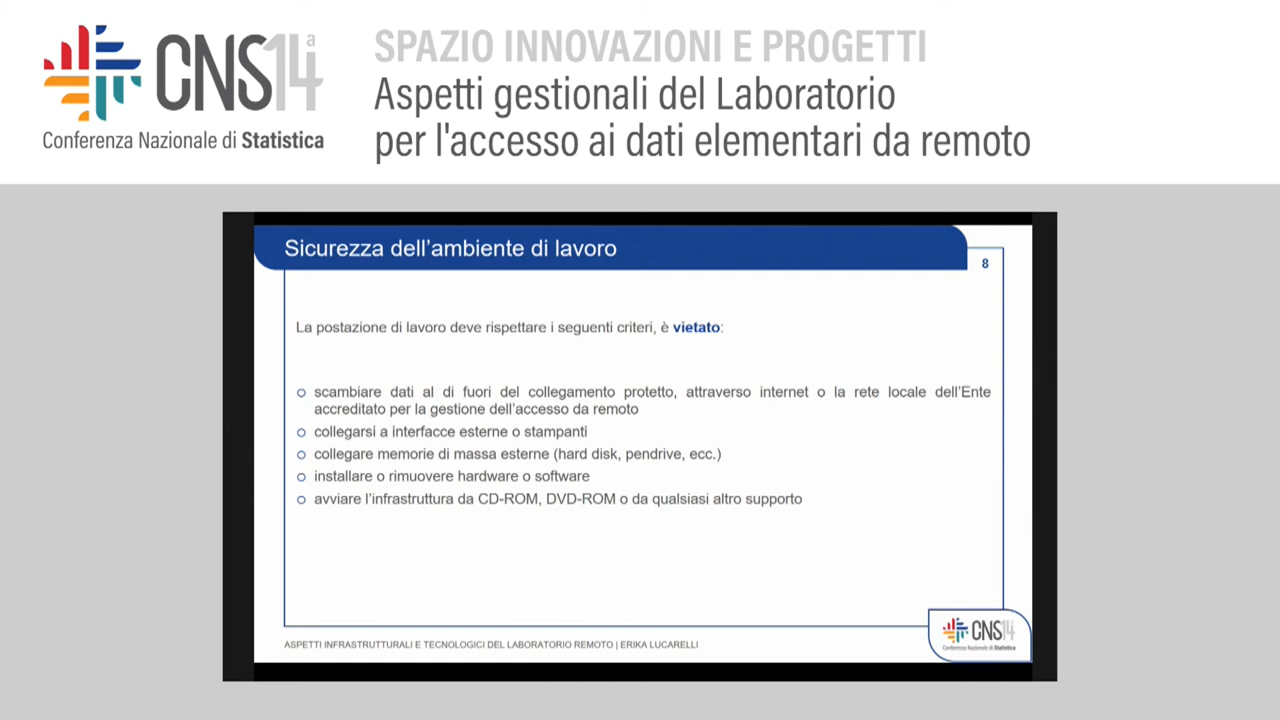 CNS14ª
Conferenza Nazionale di Statistica
SPAZIO INNOVAZIONI E PROGETTI
Aspetti gestionali del Laboratorio
per l'accesso ai dati elementari da remoto
Sicurezza dell'ambiente di lavoro
8
La postazione di lavoro deve rispettare i seguenti criteri, è vietato:
scambiare dati al di fuori del collegamento protetto, attraverso internet o la rete locale dell'Ente
accreditato per la gestione dell'accesso da remoto
collegarsi a interfacce esterne o stampanti
collegare memorie di massa esterne (hard disk, pendrive, ecc.)
installare o rimuovere hardware o software
avviare l'infrastruttura da CD-ROM, DVD-ROM o da qualsiasi altro supporto
ASPETTI INFRASTRUTTURALI E TECNOLOGICI DEL LABORATORIO REMOTO | ERIKA LUCARELLI
CNS14
Conferenza Nazionale di Statistica